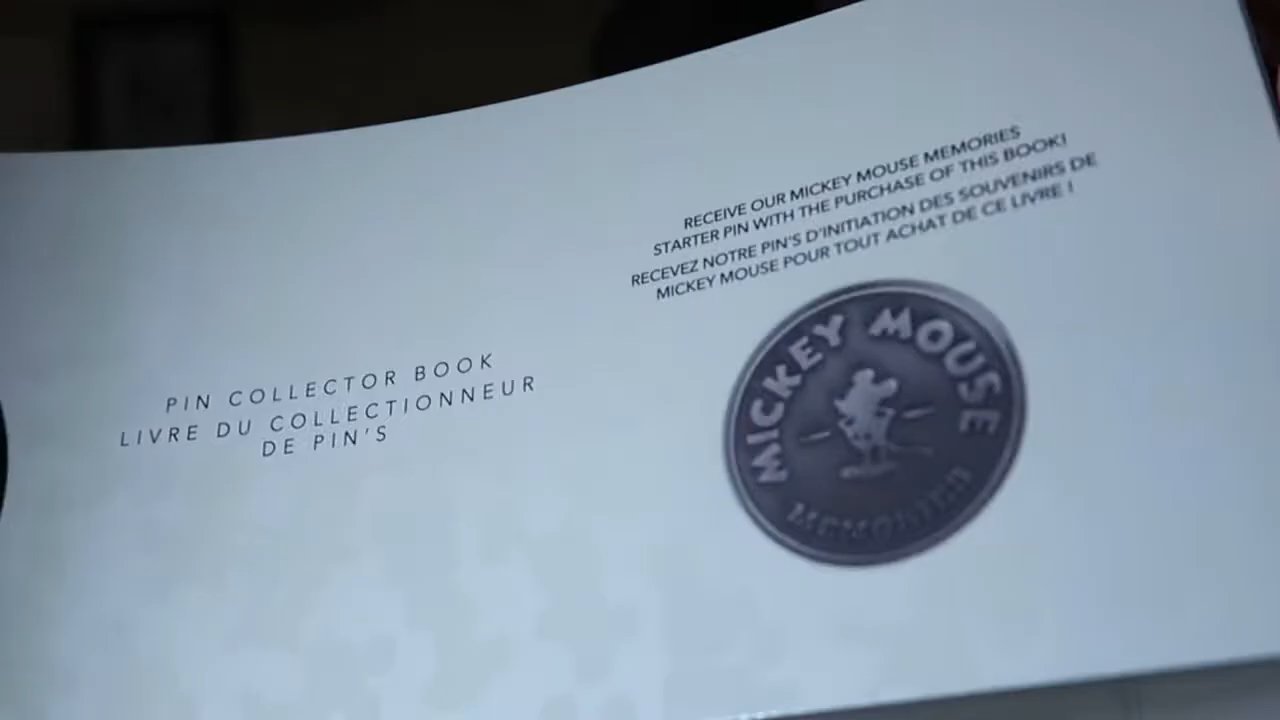 PIN COLLECTOR BOOK
LIVRE DU COLLECTIONNEUR
DE PIN'S
RECEIVE OUR MICKEY MOUSE MEMORIES
STARTER PIN WITH THE PURCHASE OF THIS BOOK!
RECEVEZ NOTRE PIN'S D'INITIATION DES SOUVENIRS DE
MICKEY MOUSE POUR TOUT ACHAT DE CE LIVRE !
MICKEY MOUSE
MEMORIES